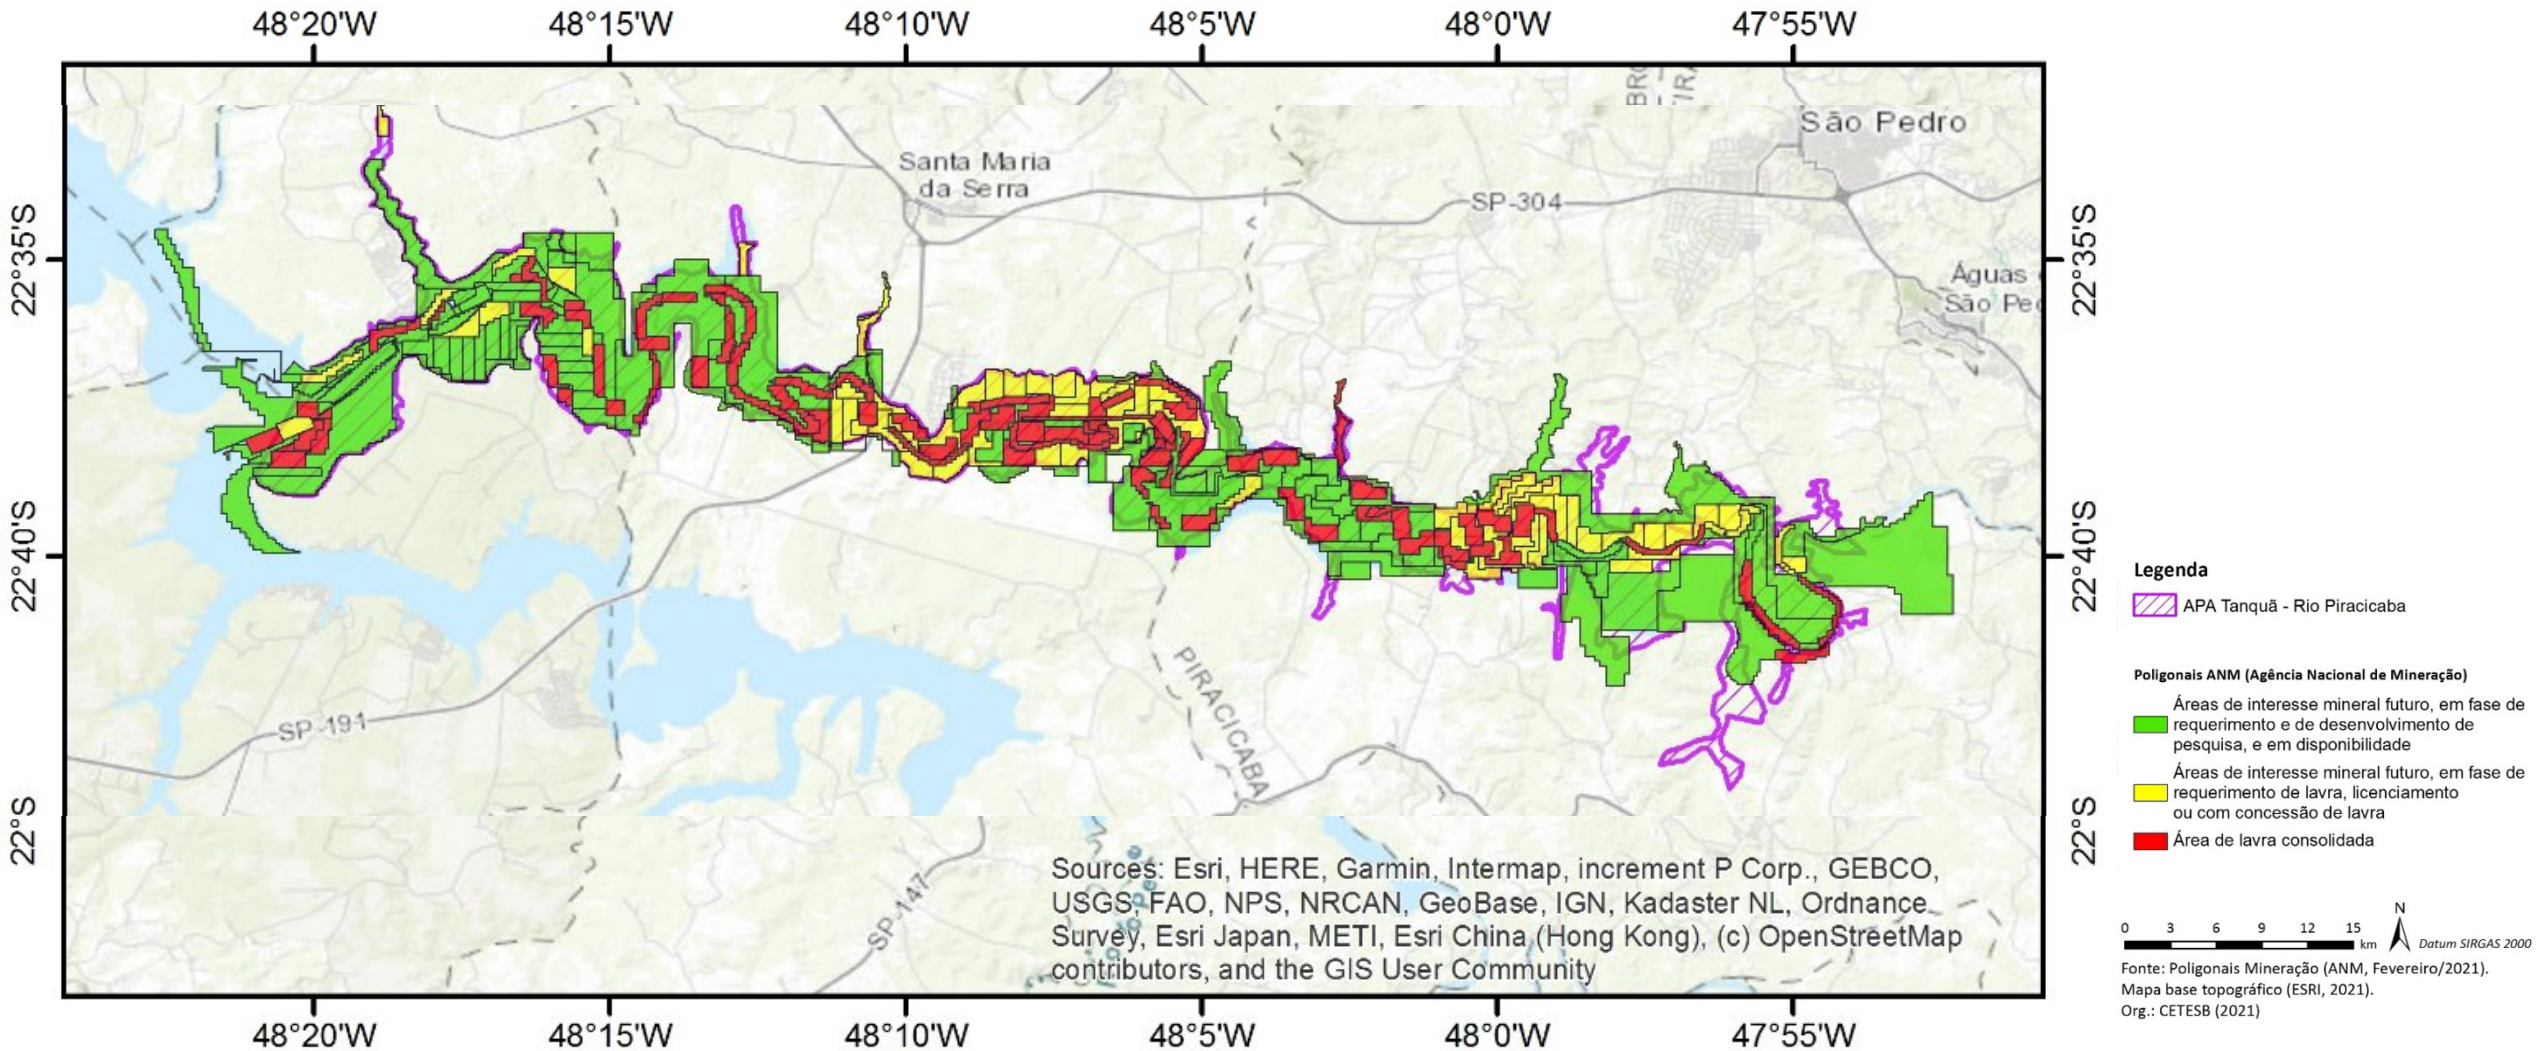 48°20'W 48°15'W 48°10'W 48°5'W 48°0'W 47°55'W
São Pedro
Santa Maria
da Serra
SP-304
22°35'S
22°35'S
Águas
São Pe
22°40'S
22°40'S
PIRACICABA
SP-191
22°S
22°S
SP-147
Sources: Esri, HERE, Garmin, Intermap, increment P Corp., GEBCO,
USGS, FAO, NPS, NRCAN, GeoBase, IGN, Kadaster NL, Ordnance
Survey, Esri Japan, METI, Esri China (Hong Kong), (c) OpenStreetMap
contributors, and the GIS User Community
48°20'W 48°15'W 48°10'W 48°5'W 48°0'W 47°55'W
Legenda
APA Tanquã - Rio Piracicaba
Poligonais ANM (Agência Nacional de Mineração)
Áreas de interesse mineral futuro, em fase de
requerimento e de desenvolvimento de
pesquisa, e em disponibilidade
Áreas de interesse mineral futuro, em fase de
requerimento de lavra, licenciamento
ou com concessão de lavra
Área de lavra consolidada
0 3 6 9 12 15 km
N
Datum SIRGAS 2000
Fonte: Poligonais Mineração (ANM, Fevereiro/2021).
Mapa base topográfico (ESRI, 2021).
Org.: CETESB (2021)